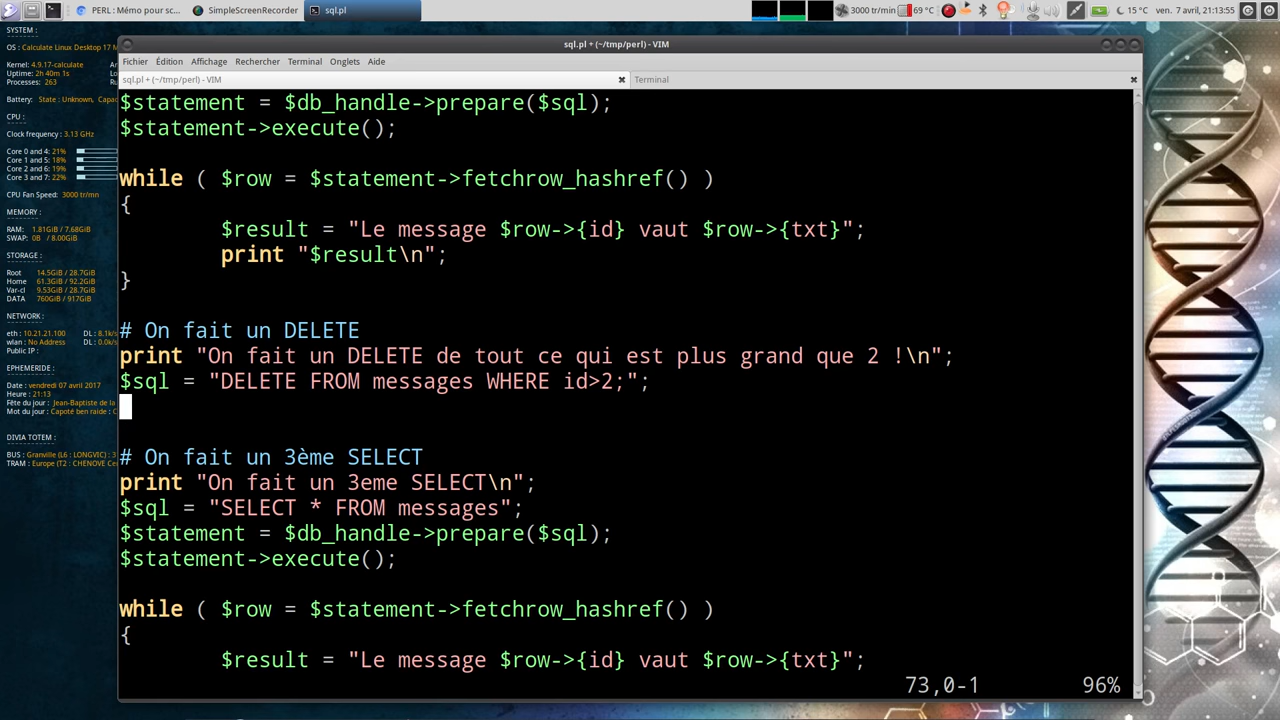 PERL : Mémo pour sc...
SimpleScreenRecorder
sql.pl
3000 tr/min
69 °C
15 °C
ven. 7 avril, 21:13:55
SYSTEM :
OS : Calculate Linux Desktop 17
Kernel: 4.9.17-calculate
Uptime: 2h 40m 1s
Processes: 263
Battery: State : Unknown,
CPU :
Clock frequency : 3.13 GHz
Core 0 and 4: 21%
Core 1 and 5: 18%
Core 2 and 6: 19%
Core 3 and 7: 22%
CPU Fan Speed: 3000 tr/mn
MEMORY :
RAM: 1.81GiB / 7.68GiB
SWAP: 0B / 8.00GiB
STORAGE :
Root 14.5GiB / 28.7GiB
Home 61.3GiB / 92.2GiB
Var-cl 9.53GiB / 28.7GiB
DATA 760GiB / 917GiB
NETWORK :
eth : 10.21.21.100 DL : 8.1k/s
wlan : No Address DL : 0.0k/s
Public IP :
EPHEMERIDE :
Date : vendredi 07 avril 2017
Heure : 21:13
Fête du jour : Jean-Baptiste de la
Mot du jour : Capoté ben raide :
DIVIA TOTEM :
BUS : Granville (L6 : LONGVIC) : 3
TRAM : Europe (T2 : CHENOVE Ce
sql.pl + (~/tmp/perl) - VIM
Fichier Édition Affichage Rechercher Terminal Onglets Aide
sql.pl + (~/tmp/perl) - VIM
Terminal
$statement = $db_handle->prepare($sql);
$statement->execute();
while ( $row = $statement->fetchrow_hashref() )
{
$result = "Le message $row->{id} vaut $row->{txt}";
print "$result\n";
}
# On fait un DELETE
print "On fait un DELETE de tout ce qui est plus grand que 2 !\n";
$sql = "DELETE FROM messages WHERE id>2;";
# On fait un 3ème SELECT
print "On fait un 3eme SELECT\n";
$sql = "SELECT * FROM messages";
$statement = $db_handle->prepare($sql);
$statement->execute();
while ( $row = $statement->fetchrow_hashref() )
{
$result = "Le message $row->{id} vaut $row->{txt}";
73,0-1 96%